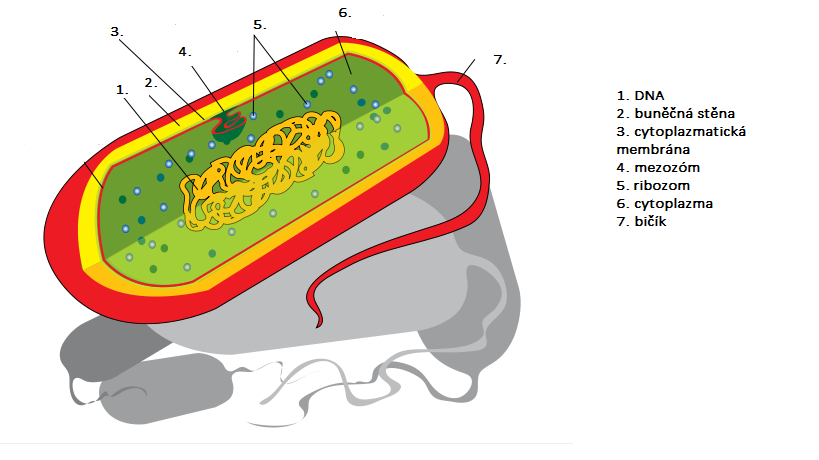 6.
5.
3.
4.
7.
2.
1.
1. DNA
2. buněčná stěna
3. cytoplazmatická
membrána
4. mezozóm
5. ribozom
6. cytoplazma
7. bičík